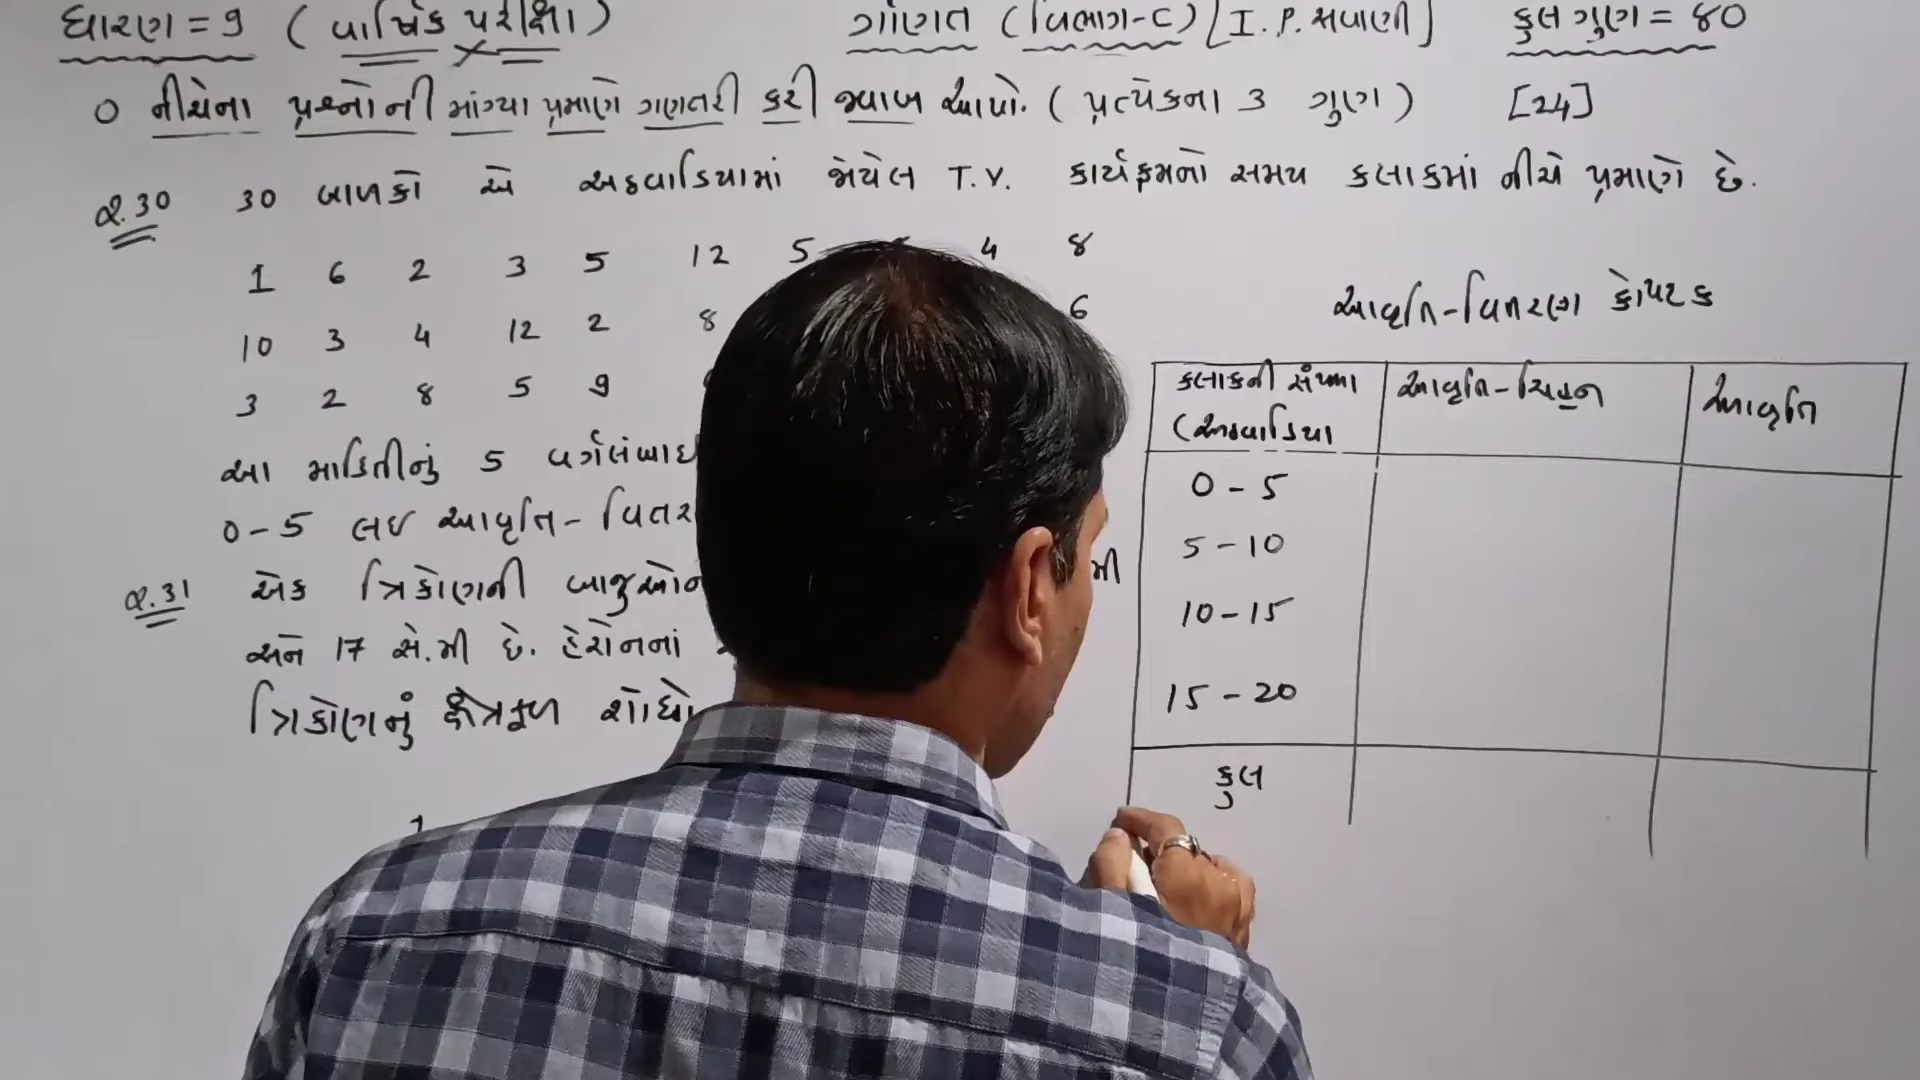 ધોરણ = 9 (વાર્ષિક પરીક્ષા) ગણિત (વિભાગ-C) [I. P. સવાણી] કુલ ગુણ = 80
0 નીચેના પ્રશ્નોની માંગ્યા પ્રમાણે ગણતરી કરી જવાબ આપો. (પ્રત્યેકના 3 ગુણ) [24]
Q.30 30 બાળકો એ અઠવાડિયામાં જોયેલ T.V. કાર્યક્રમનો સમય કલાકમાં નીચે પ્રમાણે છે.
1 6 2 3 5 12 5 4 8
10 3 4 12 2 8 6
3 2 8 5 9
આ માહિતીનું 5 વર્ગલંબાઈ
0-5 લઇ આવૃત્તિ-વિતર
Q.31 એક ત્રિકોણની બાજુઓન મી
અને 17 સે.મી છે. હેરોનનાં
ત્રિકોણનું ક્ષેત્રફળ શોધો
આવૃત્તિ-વિતરણ કોષ્ટક
કલાકની સંખ્યા આવૃત્તિ-ચિહ્ન આવૃત્તિ
(અઠવાડિયા
0-5
5-10
10-15
15-20
કુલ